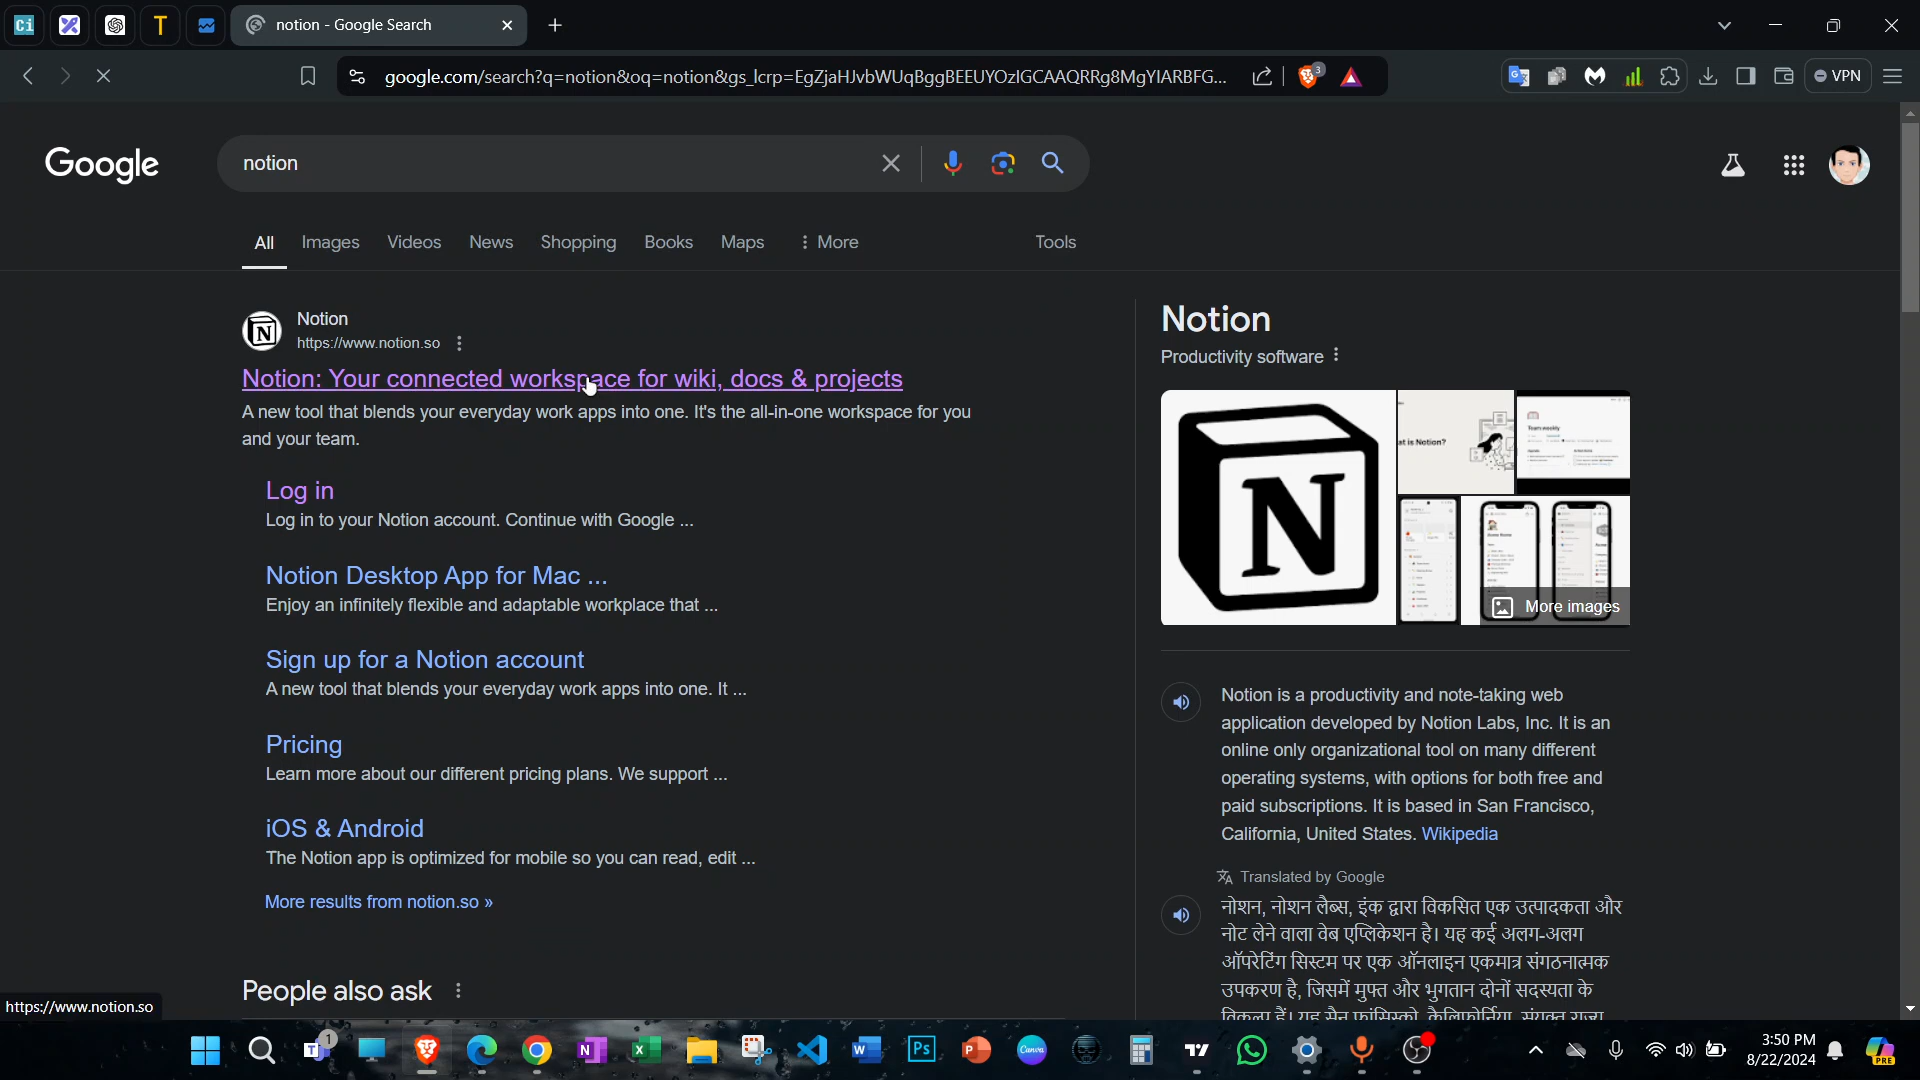 notion - Google Search
google.com/search?q=notion&oq=notion&gs_lcrp=EgZjaHJvbWUqBggBEEUYOzIGCAAQRRg8MgYIARBFG...
3
VPN
Google
notion
All Images Videos News Shopping Books Maps More Tools
Notion
https://www.notion.so
Notion: Your connected workspace for wiki, docs & projects
A new tool that blends your everyday work apps into one. It's the all-in-one workspace for you
and your team.
Log in
Log in to your Notion account. Continue with Google ...
Notion Desktop App for Mac ...
Enjoy an infinitely flexible and adaptable workplace that ...
Sign up for a Notion account
A new tool that blends your everyday work apps into one. It ...
Pricing
Learn more about our different pricing plans. We support ...
iOS & Android
The Notion app is optimized for mobile so you can read, edit ...
More results from notion.so »
People also ask
https://www.notion.so
Notion
Productivity software
at is Notion?
Team weekly
More images
Notion is a productivity and note-taking web
application developed by Notion Labs, Inc. It is an
online only organizational tool on many different
operating systems, with options for both free and
paid subscriptions. It is based in San Francisco,
California, United States. Wikipedia
Translated by Google
नोशन, नोशन लैब्स, इंक द्वारा विकसित एक उत्पादकता और
नोट लेने वाला वेब एप्लिकेशन है। यह कई अलग-अलग
ऑपरेटिंग सिस्टम पर एक ऑनलाइन एकमात्र संगठनात्मक
उपकरण है, जिसमें मुफ्त और भुगतान दोनों सदस्यता के
विकल्प हैं। यह सैन फ्रांसिस्को, कैलिफ़ोर्निया, संयुक्त राज्य
3:50 PM
8/22/2024